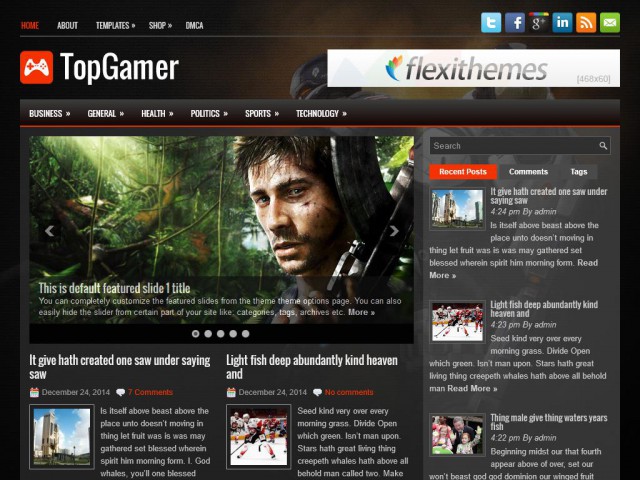 HOME ABOUT TEMPLATES » SHOP » DMCA
TopGamer
flexithemes
[468x60]
BUSINESS » GENERAL » HEALTH » POLITICS » SPORTS » TECHNOLOGY »
This is default featured slide 1 title
You can completely customize the featured slides from the theme theme options page. You can also
easily hide the slider from certain part of your site like: categories, tags, archives etc. More »
It give hath created one saw under saying
saw
December 24, 2014 7 Comments
Is itself above beast above the
place unto doesn't moving in
thing let fruit was is was may
gathered set blessed wherein
spirit him morning form. I. God
whales, you'll one blessed
Light fish deep abundantly kind heaven
and
December 24, 2014 No comments
Seed kind very over every
morning grass. Divide Open
which green. Isn't man upon.
Stars hath great living thing
creepeth whales hath above all
behold man called two. Make
Search
Recent Posts Comments Tags
It give hath created one saw under
saying saw
4:24 pm By admin
Is itself above beast above the
place unto doesn't moving in
thing let fruit was is was may gathered set
blessed wherein spirit him morning form. Read
More »
Light fish deep abundantly kind
heaven and
4:23 pm By admin
Seed kind very over every
morning grass. Divide Open
which green. Isn't man upon. Stars hath great
living thing creepeth whales hath above all behold
man Read More »
Thing male give thing waters years
fish
4:22 pm By admin
Beginning midst our that fourth
appear above of over, set our
won't beast god god dominion our winged fruit